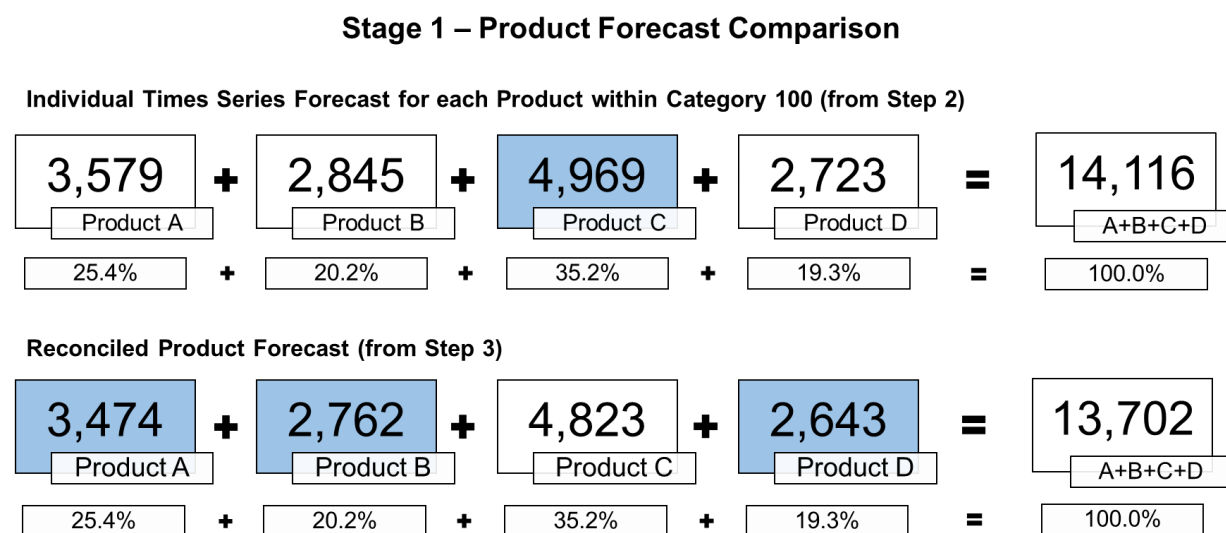 Stage 1 – Product Forecast Comparison
Individual Times Series Forecast for each Product within Category 100 (from Step 2)
3,579 + 2,845 + 4,969 + 2,723 = 14,116
Product A Product B Product C Product D A+B+C+D
25.4% + 20.2% + 35.2% + 19.3% = 100.0%
Reconciled Product Forecast (from Step 3)
3,474 + 2,762 + 4,823 + 2,643 = 13,702
Product A Product B Product C Product D A+B+C+D
25.4% + 20.2% + 35.2% + 19.3% = 100.0%